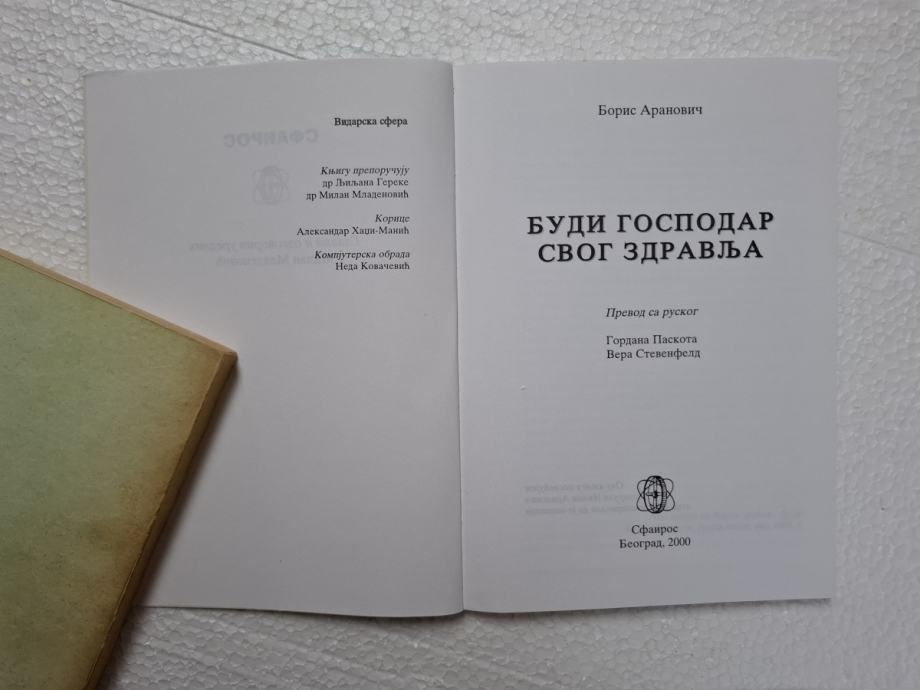 Видарска сфера
Књигу препоручују
др Љиљана Гереке
др Милан Младеновић
Корице
Александар Хаџи-Манић
Компјутерска обрада
Неда Ковачевић
Борис Аранович
БУДИ ГОСПОДАР
СВОГ ЗДРАВЉА
Превод са руског
Гордана Паскота
Вера Стевенфелд
Сфаирос
Београд, 2000